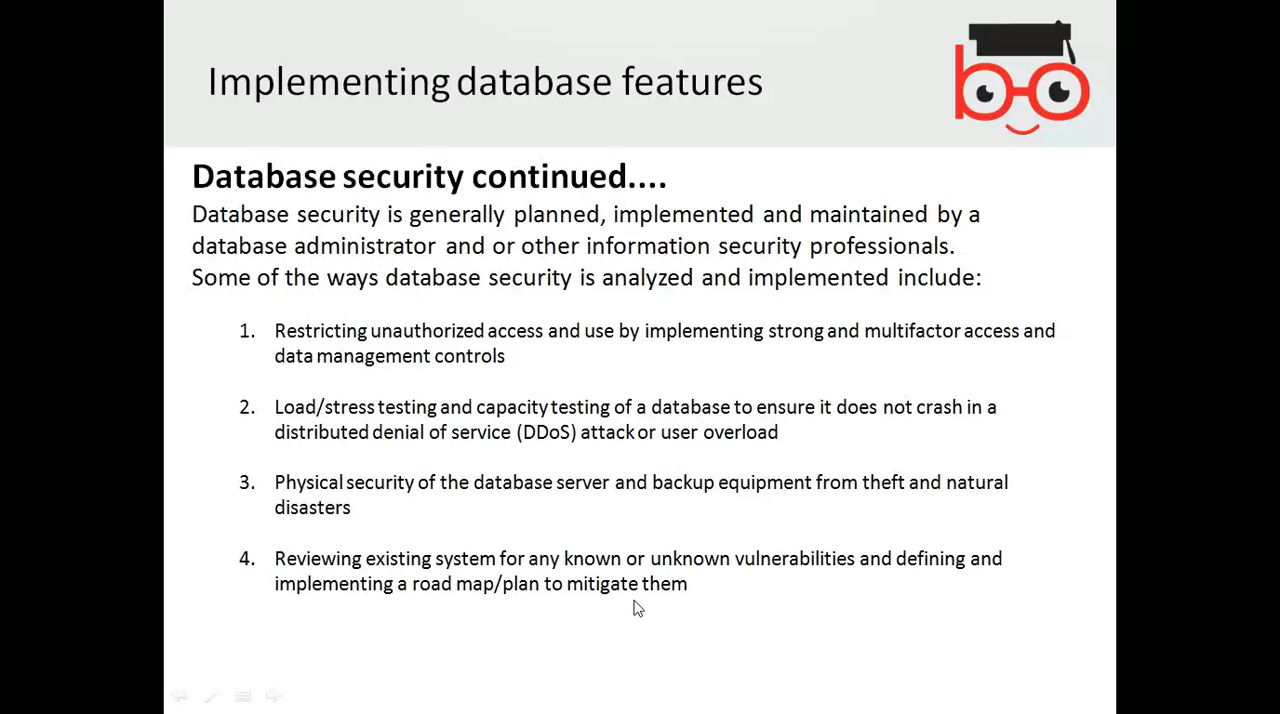 Implementing database features
Database security continued....
Database security is generally planned, implemented and maintained by a
database administrator and or other information security professionals.
Some of the ways database security is analyzed and implemented include:
1. Restricting unauthorized access and use by implementing strong and multifactor access and
data management controls
2. Load/stress testing and capacity testing of a database to ensure it does not crash in a
distributed denial of service (DDoS) attack or user overload
3. Physical security of the database server and backup equipment from theft and natural
disasters
4. Reviewing existing system for any known or unknown vulnerabilities and defining and
implementing a road map/plan to mitigate them